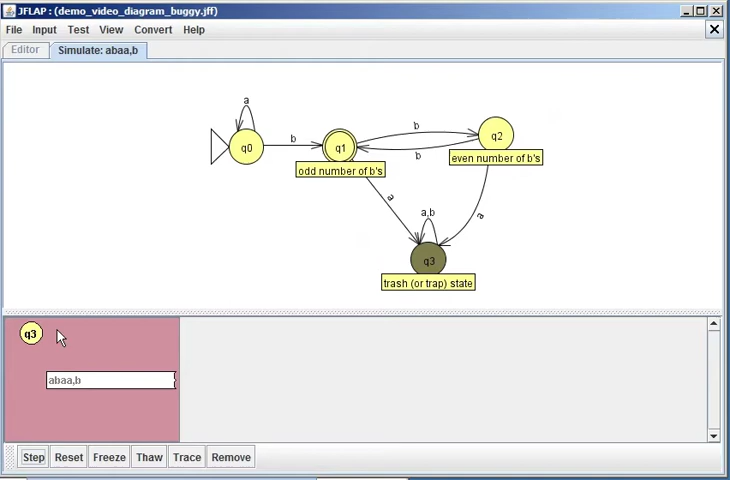 JFLAP : (demo_video_diagram_buggy.jff)
File Input Test View Convert Help
Editor Simulate: abaa,b
a
b
b
q0
q1
q2
b
odd number of b's
even number of b's
a
a
a,b
q3
trash (or trap) state
q3
abaa,b
Step Reset Freeze Thaw Trace Remove